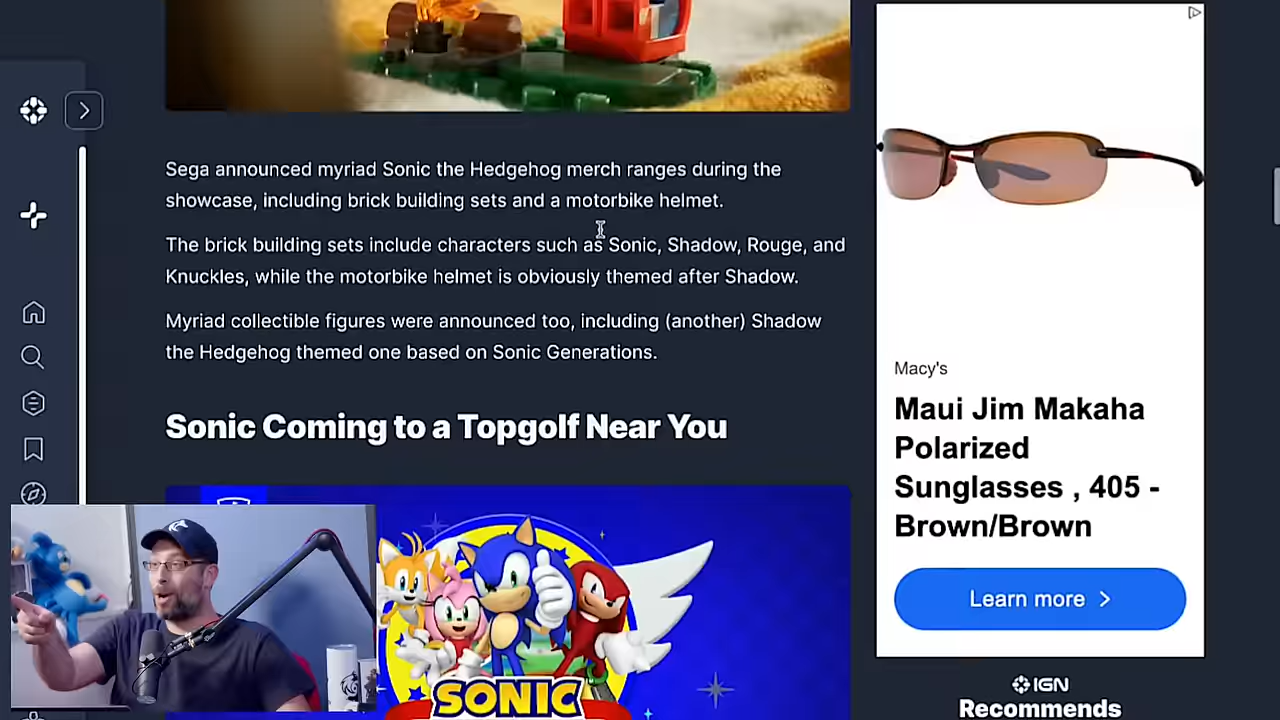 Sega announced myriad Sonic the Hedgehog merch ranges during the
showcase, including brick building sets and a motorbike helmet.
The brick building sets include characters such as Sonic, Shadow, Rouge, and
Knuckles, while the motorbike helmet is obviously themed after Shadow.
Myriad collectible figures were announced too, including (another) Shadow
the Hedgehog themed one based on Sonic Generations.
Sonic Coming to a Topgolf Near You
SONIC
Macy's
Maui Jim Makaha
Polarized
Sunglasses , 405 -
Brown/Brown
Learn more
IGN
Recommends